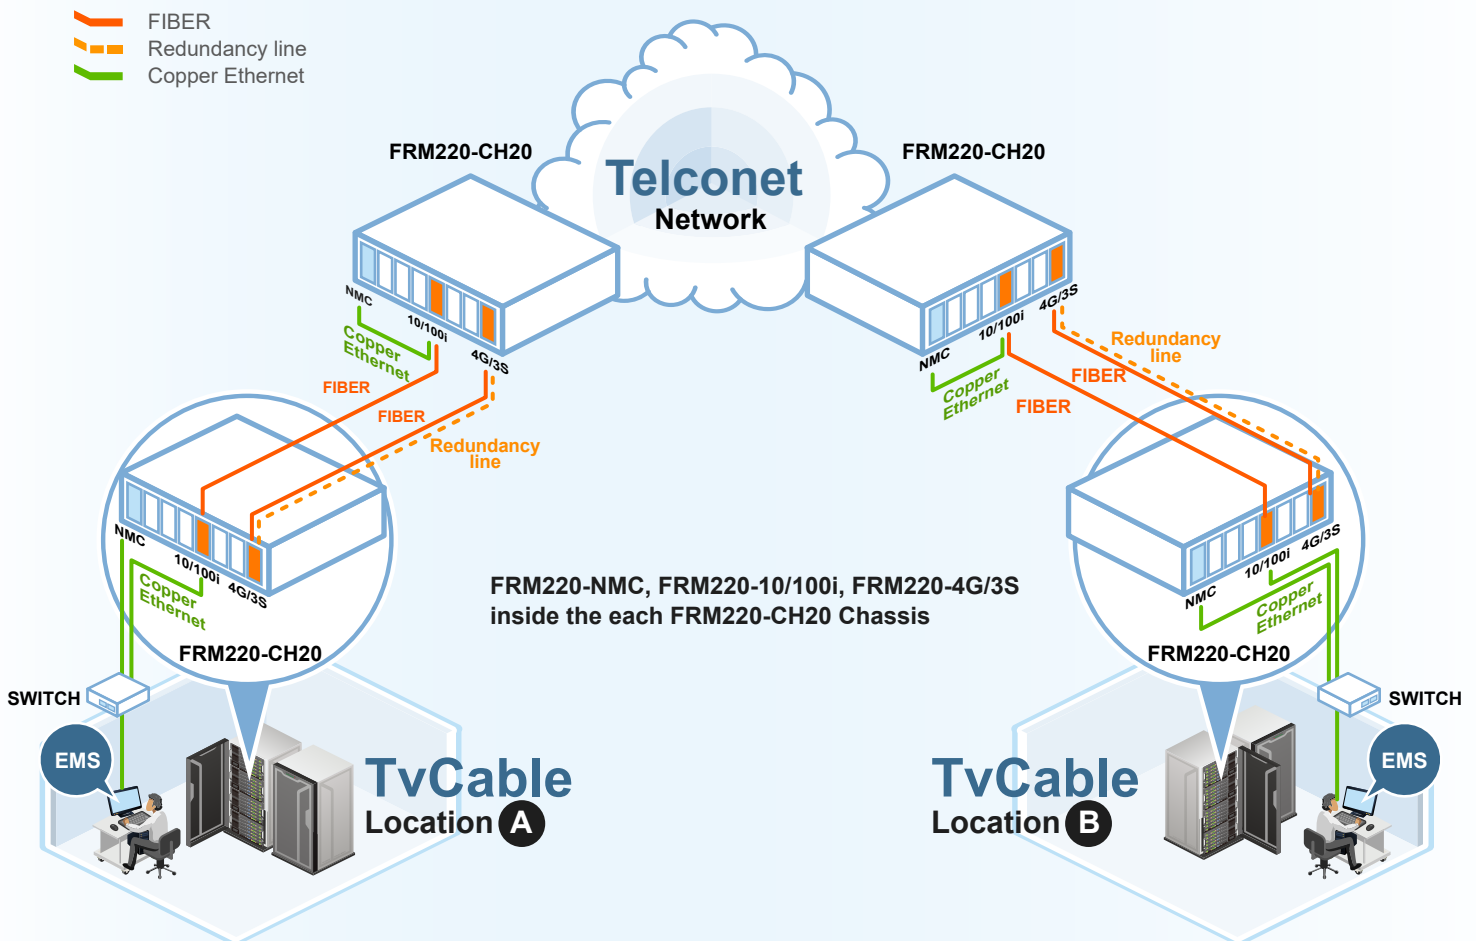 FIBER
Redundancy line
Copper Ethernet
FRM220-CH20
FRM220-CH20
Telconet
Network
NMC
10/100i
4G/3S
Copper
Ethernet
FIBER
FIBER
Redundancy
line
4G/3S
10/100i
NMC
Copper
Ethernet
Redundancy
line
FIBER
FIBER
NMC
10/100i
4G/3S
Copper
Ethernet
FRM220-CH20
FRM220-NMC, FRM220-10/100i, FRM220-4G/3S
inside the each FRM220-CH20 Chassis
4G/3S
10/100i
NMC
Copper
Ethernet
FRM220-CH20
SWITCH
EMS
TvCable
Location A
TvCable
Location B
SWITCH
EMS